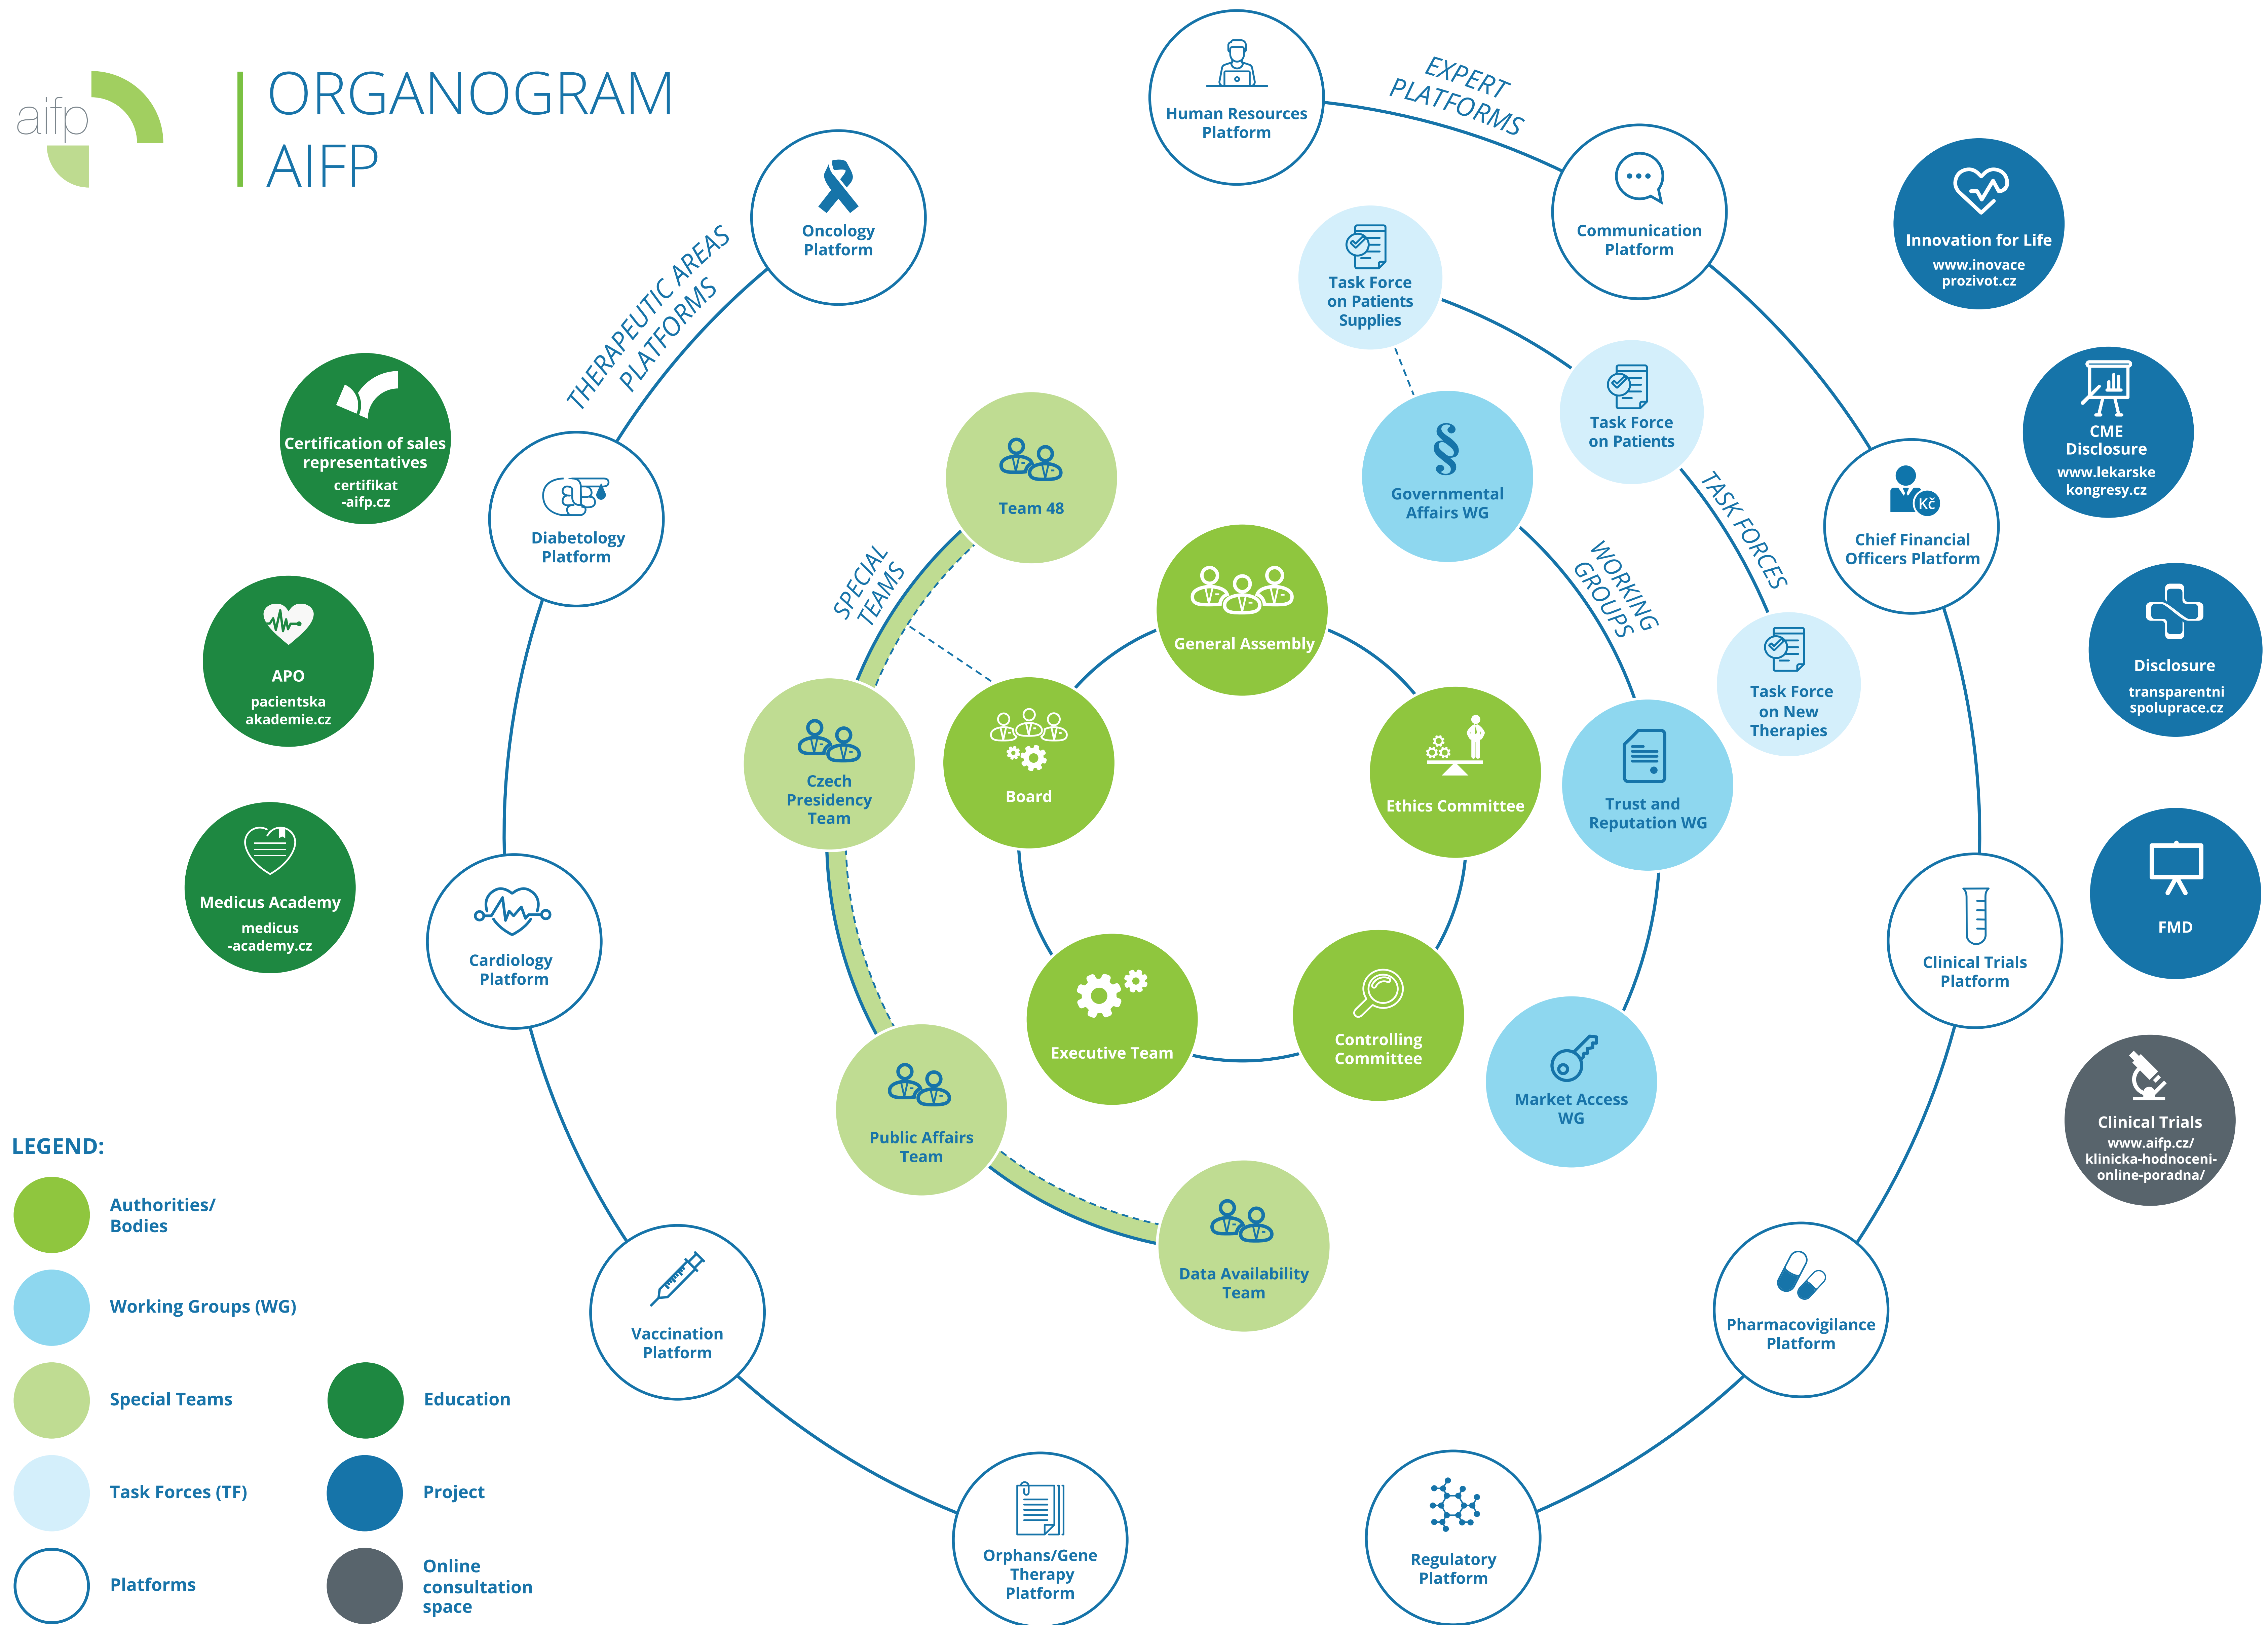 aifp
ORGANOGRAM
AIFP
THERAPEUTIC AREAS
PLATFORMS
Oncology
Platform
Diabetology
Platform
Cardiology
Platform
Vaccination
Platform
Orphans/Gene
Therapy
Platform
EXPERT
PLATFORMS
Human Resources
Platform
Communication
Platform
Kč
Chief Financial
Officers Platform
Clinical Trials
Platform
Pharmacovigilance
Platform
Regulatory
Platform
TASK FORCES
Task Force
on Patients
Supplies
Task Force
on Patients
Task Force
on New
Therapies
WORKING
GROUPS
§
Governmental
Affairs WG
Trust and
Reputation WG
Market Access
WG
SPECIAL
TEAMS
Team 48
Czech
Presidency
Team
Public Affairs
Team
Data Availability
Team
General Assembly
Board
Ethics Committee
Executive Team
Controlling
Committee
Certification of sales
representatives
certifikat
-aifp.cz
APO
pacientska
akademie.cz
Medicus Academy
medicus
-academy.cz
Innovation for Life
www.inovace
prozivot.cz
CME
Disclosure
www.lekarske
kongresy.cz
Disclosure
transparentni
spoluprace.cz
FMD
Clinical Trials
www.aifp.cz/
klinicka-hodnoceni-
online-poradna/
LEGEND:
Authorities/
Bodies
Working Groups (WG)
Special Teams
Task Forces (TF)
Platforms
Education
Project
Online
consultation
space